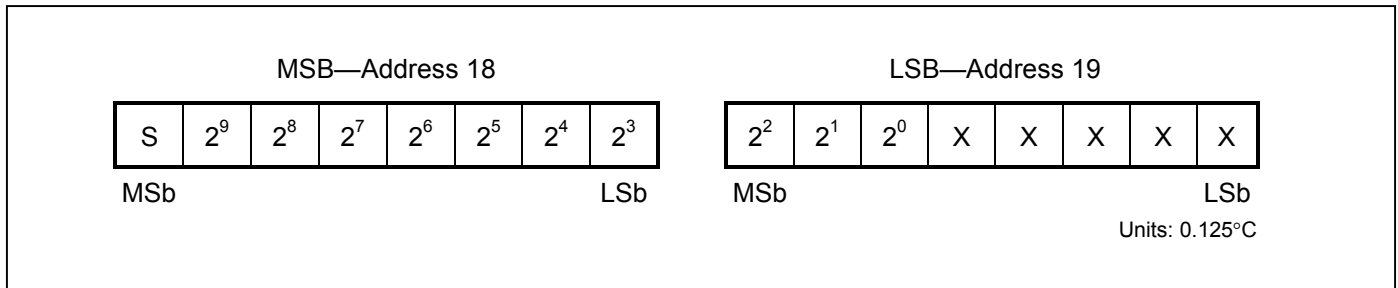 MSB—Address 18 LSB—Address 19
S 2⁹ 2⁸ 2⁷ 2⁶ 2⁵ 2⁴ 2³ 2² 2¹ 2⁰ X X X X X
MSb LSb MSb LSb
Units: 0.125°C